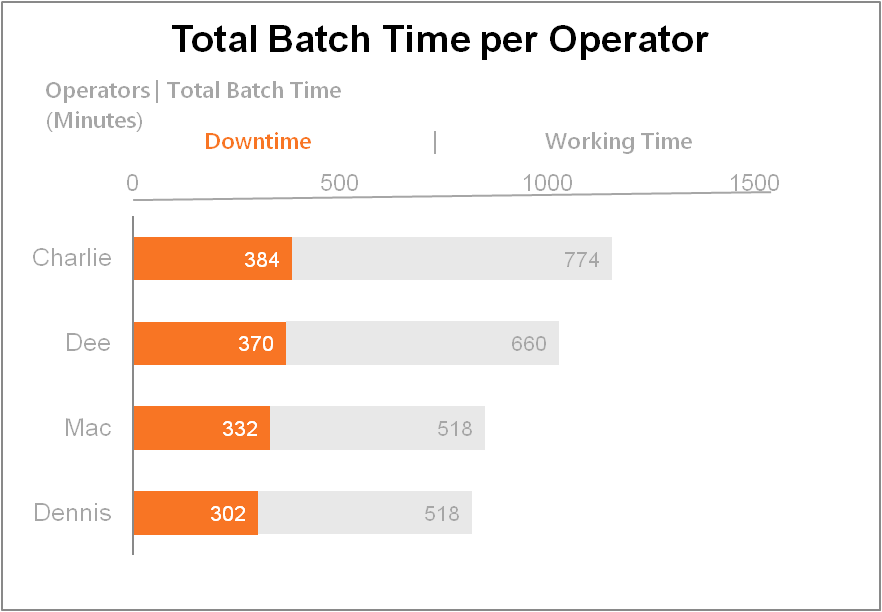 Total Batch Time per Operator
Operators| Total Batch Time
(Minutes)
Downtime | Working Time
0 500 1000 1500
Charlie 384 774
Dee 370 660
Mac 332 518
Dennis 302 518